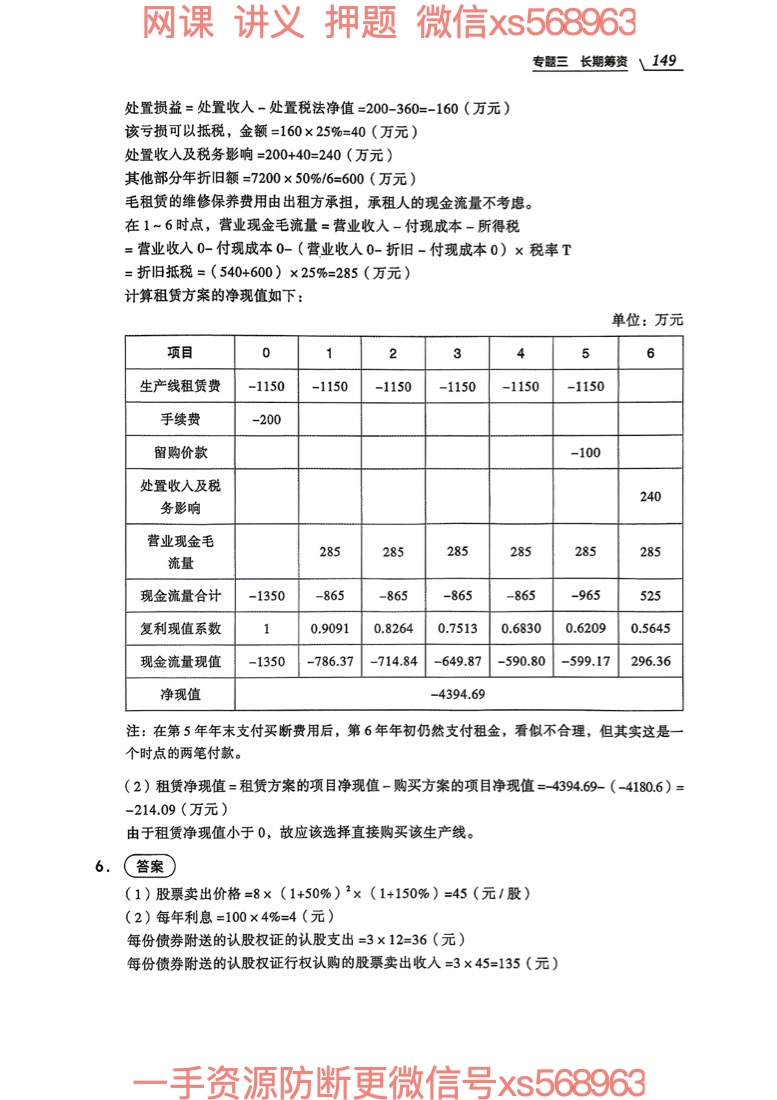 网课 讲义 押题 微信xs568963
专题三 长期筹资 149
处置损益 = 处置收入 - 处置税法净值 =200-360=-160（万元）
该亏损可以抵税，金额 =160×25%=40（万元）
处置收入及税务影响 =200+40=240（万元）
其他部分年折旧额 =7200×50%/6=600（万元）
毛租赁的维修保养费用由出租方承担，承租人的现金流量不考虑。
在 1～6 时点，营业现金毛流量 = 营业收入 - 付现成本 - 所得税
= 营业收入 0- 付现成本 0-（营业收入 0- 折旧 - 付现成本 0）× 税率 T
= 折旧抵税 =（540+600）×25%=285（万元）
计算租赁方案的净现值如下：
单位：万元
项目 0 1 2 3 4 5 6
生产线租赁费 -1150 -1150 -1150 -1150 -1150 -1150
手续费 -200
留购价款 -100
处置收入及税
务影响 240
营业现金毛
流量 285 285 285 285 285 285
现金流量合计 -1350 -865 -865 -865 -865 -965 525
复利现值系数 1 0.9091 0.8264 0.7513 0.6830 0.6209 0.5645
现金流量现值 -1350 -786.37 -714.84 -649.87 -590.80 -599.17 296.36
净现值 -4394.69
注：在第 5 年年末支付买断费用后，第 6 年年初仍然支付租金，看似不合理，但其实这是一
个时点的两笔付款。
（2）租赁净现值 = 租赁方案的项目净现值 - 购买方案的项目净现值 =-4394.69-（-4180.6）=
-214.09（万元）
由于租赁净现值小于 0，故应该选择直接购买该生产线。
6. 答案
（1）股票卖出价格 =8×（1+50%）²×（1+150%）=45（元 / 股）
（2）每年利息 =100×4%=4（元）
每份债券附送的认股权证的认股支出 =3×12=36（元）
每份债券附送的认股权证行权认购的股票卖出收入 =3×45=135（元）
一手资源防断更微信号xs568963